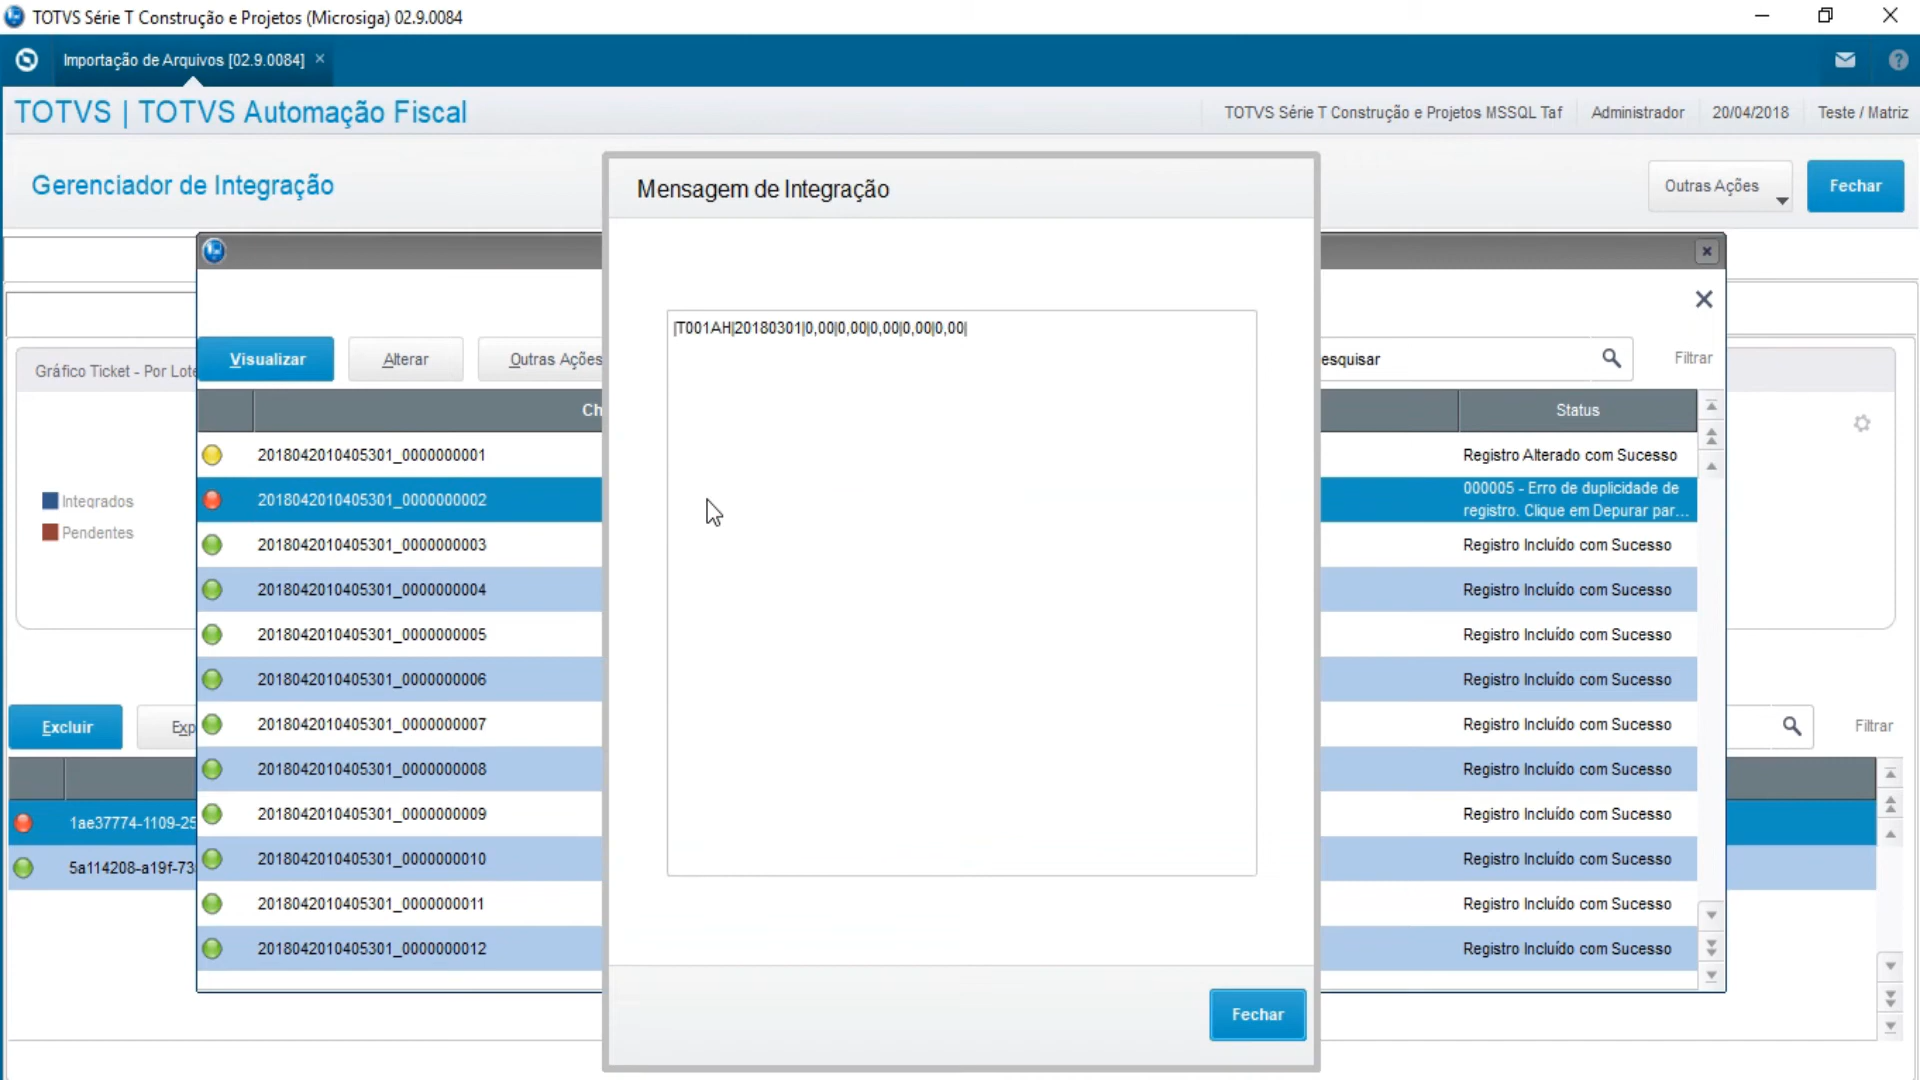 TOTVS Série T Construção e Projetos (Microsiga) 02.9.0084
Importação de Arquivos [02.9.0084]
TOTVS | TOTVS Automação Fiscal
TOTVS Série T Construção e Projetos MSSQL Taf
Administrador
20/04/2018
Teste / Matriz
Gerenciador de Integração
Outras Ações
Fechar
Mensagem de Integração
|T001AH|20180301|0,00|0,00|0,00|0,00|0,00|
Gráfico Ticket - Por Lote
Integrados
Pendentes
Visualizar
Alterar
Outras Ações
esquisar
Filtrar
Ch
Status
2018042010405301_0000000001
Registro Alterado com Sucesso
2018042010405301_0000000002
000005 - Erro de duplicidade de
registro. Clique em Depurar par...
2018042010405301_0000000003
Registro Incluído com Sucesso
2018042010405301_0000000004
Registro Incluído com Sucesso
2018042010405301_0000000005
Registro Incluído com Sucesso
2018042010405301_0000000006
Registro Incluído com Sucesso
2018042010405301_0000000007
Registro Incluído com Sucesso
2018042010405301_0000000008
Registro Incluído com Sucesso
2018042010405301_0000000009
Registro Incluído com Sucesso
2018042010405301_0000000010
Registro Incluído com Sucesso
2018042010405301_0000000011
Registro Incluído com Sucesso
2018042010405301_0000000012
Registro Incluído com Sucesso
Excluir
Exp
Filtrar
1ae37774-1109-25
5a114208-a19f-73
Fechar